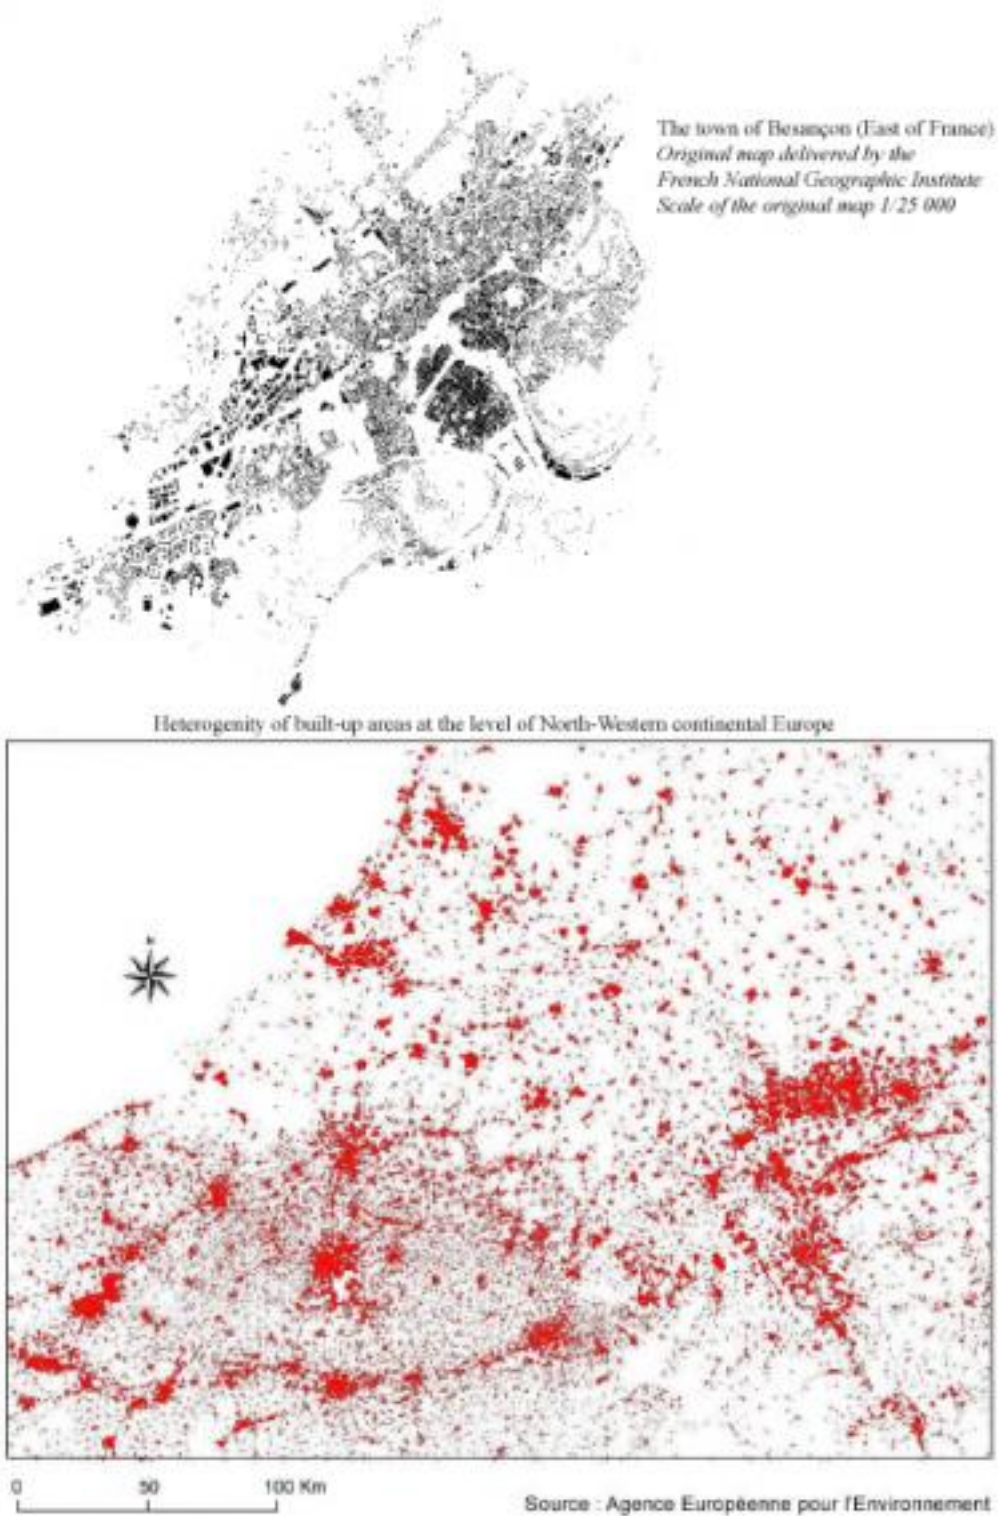 The town of Besançon (East of France)
Original map delivered by the
French National Geographic Institute
Scale of the original map 1/25 000
Heterogenity of built-up areas at the level of North-Western continental Europe
0 50 100 Km
Source : Agence Européenne pour l'Environnement